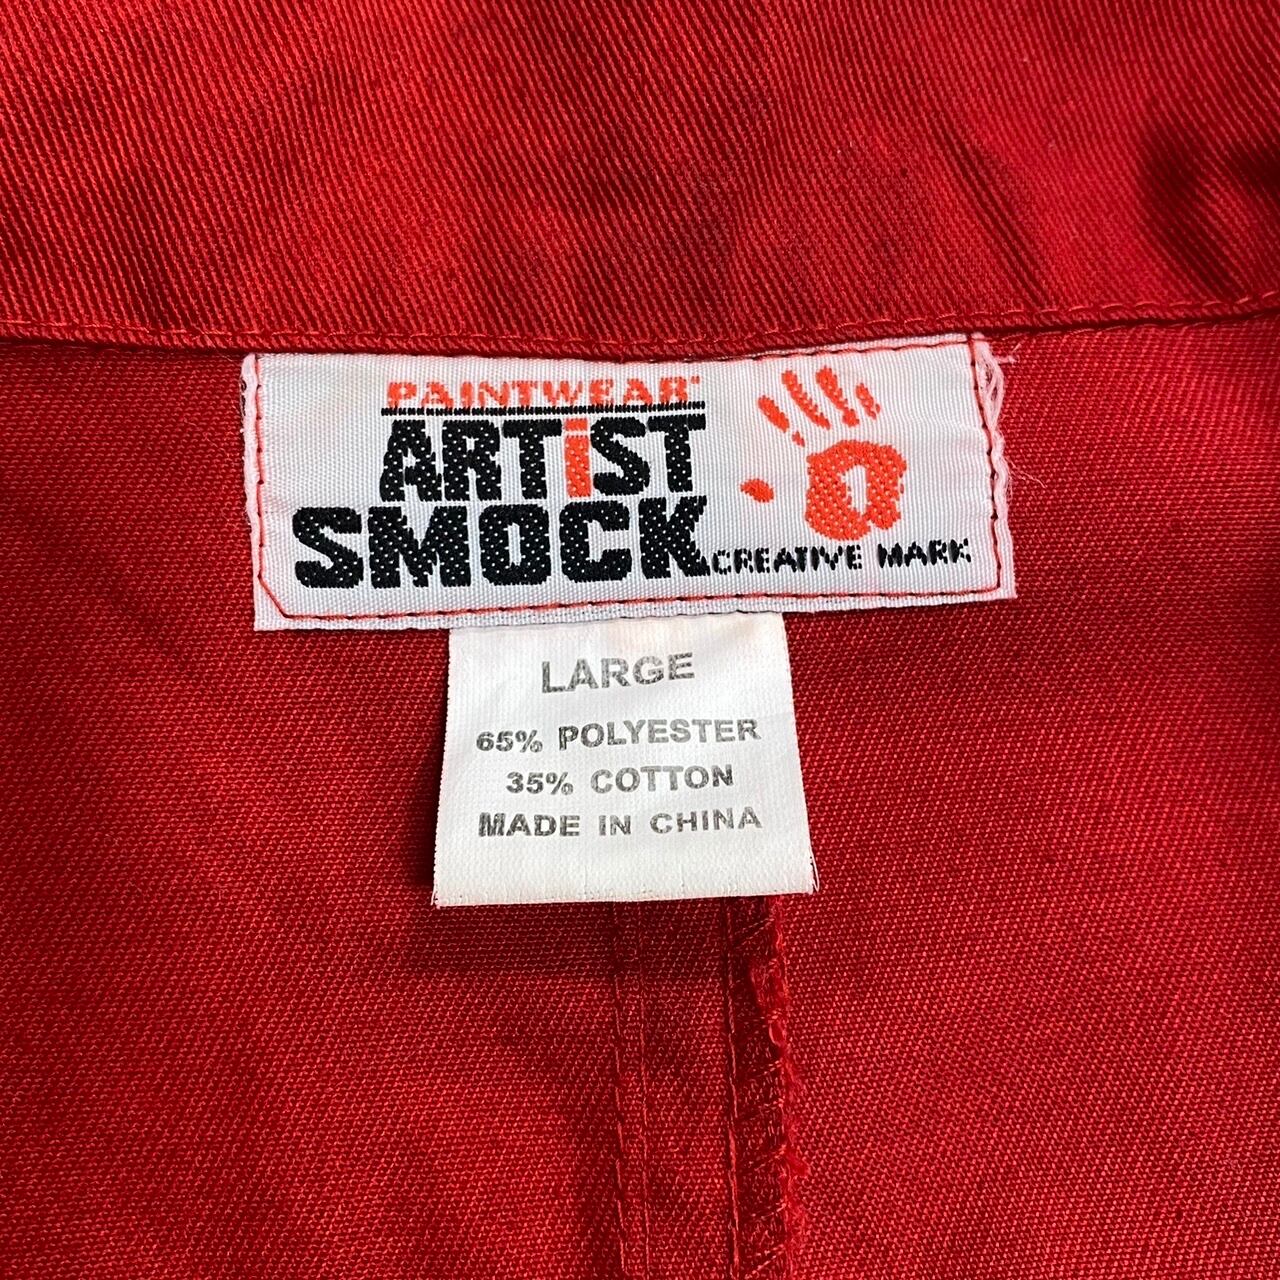 PAINTWEAR
ARTiST
SMOCK
CREATIVE MARK
LARGE
65% POLYESTER
35% COTTON
MADE IN CHINA